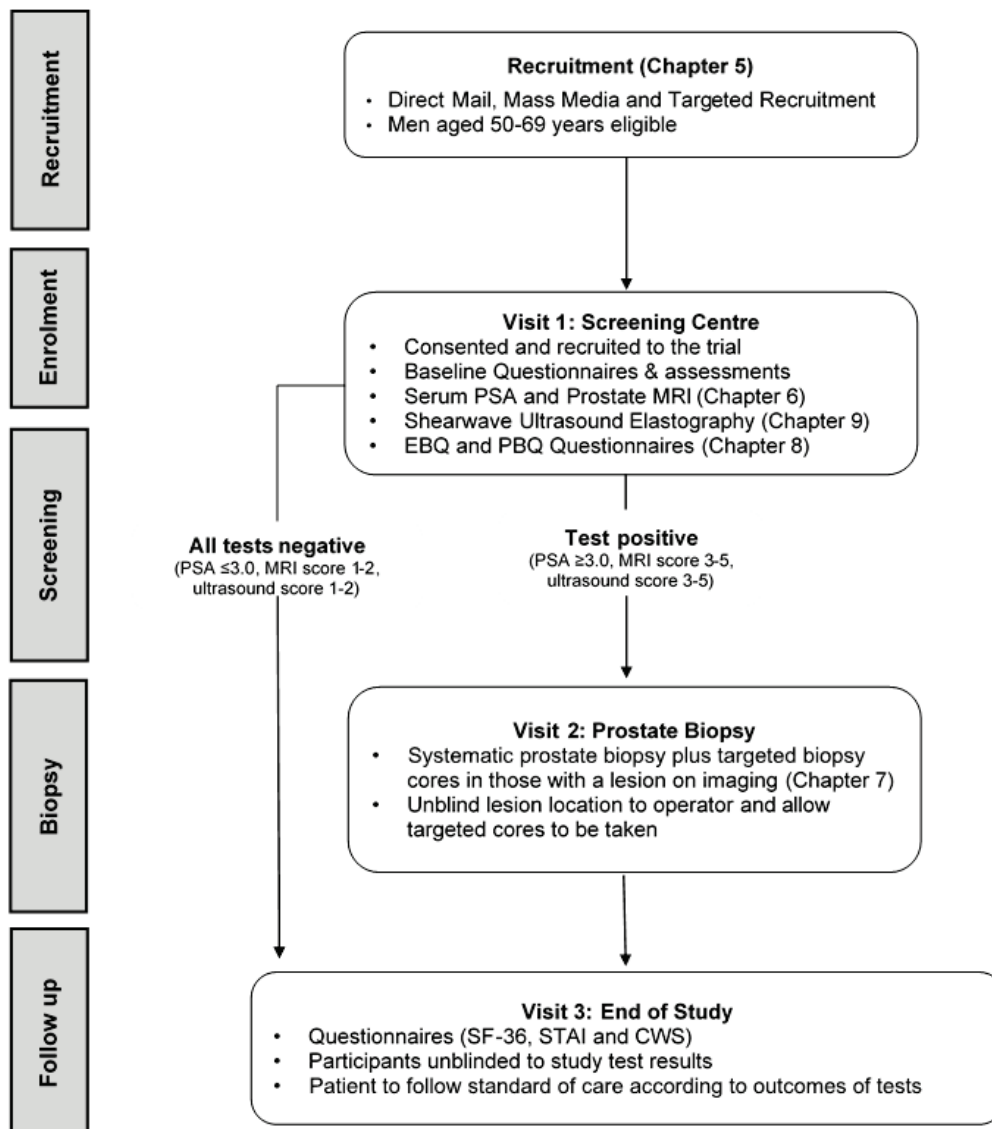 Recruitment
Recruitment (Chapter 5)
• Direct Mail, Mass Media and Targeted Recruitment
• Men aged 50-69 years eligible
Enrolment
Visit 1: Screening Centre
• Consented and recruited to the trial
• Baseline Questionnaires & assessments
• Serum PSA and Prostate MRI (Chapter 6)
• Shearwave Ultrasound Elastography (Chapter 9)
• EBQ and PBQ Questionnaires (Chapter 8)
Screening
All tests negative
(PSA ≤3.0, MRI score 1-2,
ultrasound score 1-2)
Test positive
(PSA ≥3.0, MRI score 3-5,
ultrasound score 3-5)
Biopsy
Visit 2: Prostate Biopsy
• Systematic prostate biopsy plus targeted biopsy
cores in those with a lesion on imaging (Chapter 7)
• Unblind lesion location to operator and allow
targeted cores to be taken
Follow up
Visit 3: End of Study
• Questionnaires (SF-36, STAI and CWS)
• Participants unblinded to study test results
• Patient to follow standard of care according to outcomes of tests